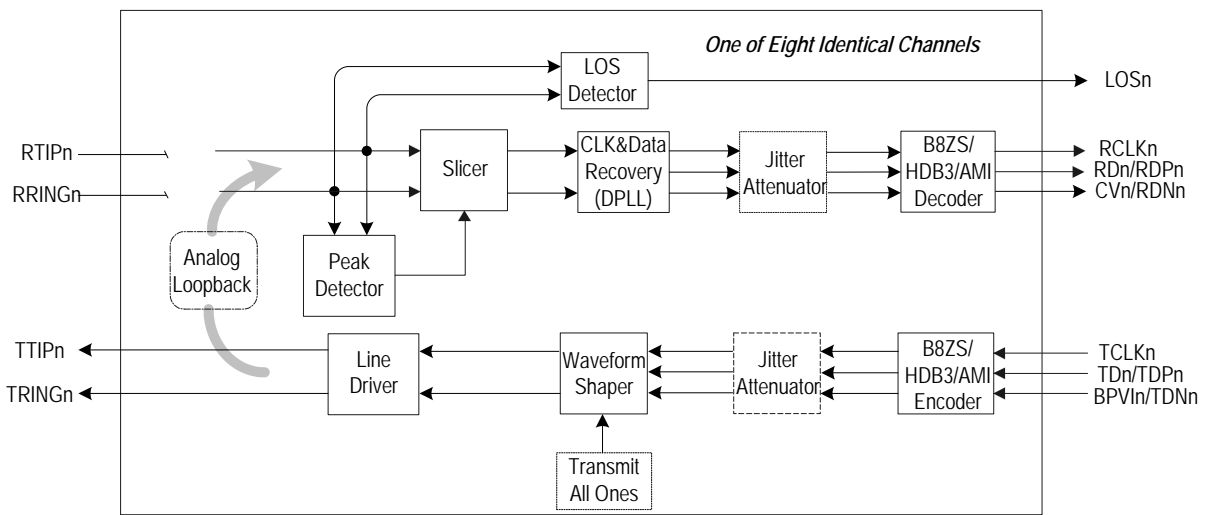 One of Eight Identical Channels
LOS
Detector
LOSn
RTIPn
RRINGn
Slicer
CLK&Data
Recovery
(DPLL)
Jitter
Attenuator
B8ZS/
HDB3/AMI
Decoder
RCLKn
RDn/RDPn
CVn/RDNn
Analog
Loopback
Peak
Detector
TTIPn
TRINGn
Line
Driver
Waveform
Shaper
Jitter
Attenuator
B8ZS/
HDB3/AMI
Encoder
TCLKn
TDn/TDPn
BPVIn/TDNn
Transmit
All Ones